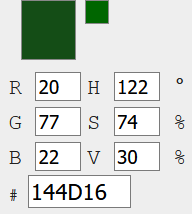 R 20 H 122 °
G 77 S 74 %
B 22 V 30 %
# 144D16